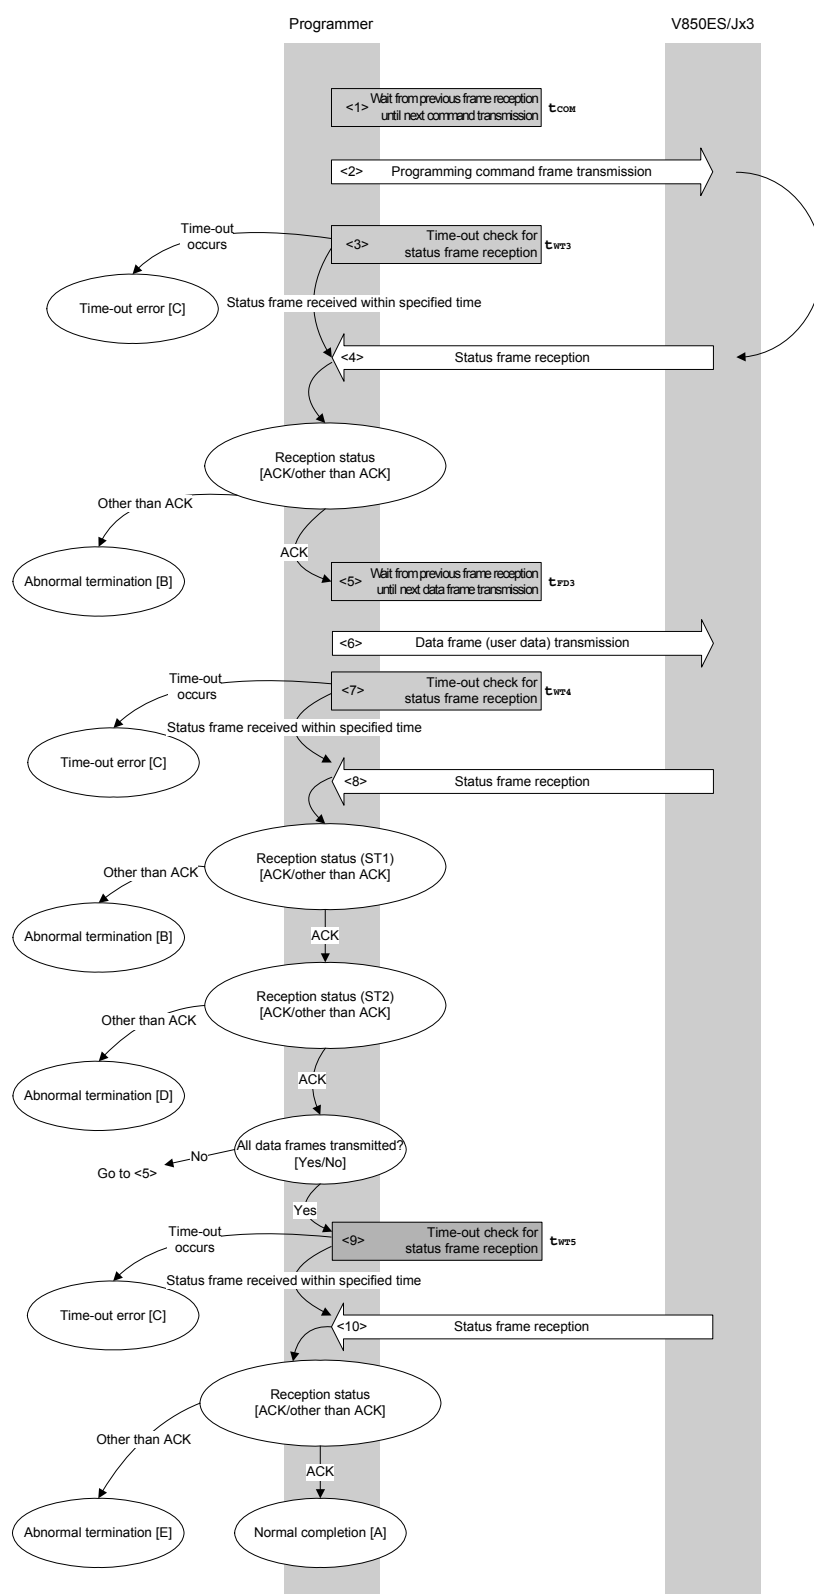 Programmer
V850ES/Jx3
<1>
Wait from previous frame reception
until next command transmission
tCOM
<2>
Programming command frame transmission
Time-out
occurs
<3>
Time-out check for
status frame reception
tWT3
Time-out error [C]
Status frame received within specified time
<4>
Status frame reception
Reception status
[ACK/other than ACK]
Other than ACK
ACK
Abnormal termination [B]
<5>
Wait from previous frame reception
until next data frame transmission
tFD3
<6>
Data frame (user data) transmission
Time-out
occurs
<7>
Time-out check for
status frame reception
tWT4
Status frame received within specified time
Time-out error [C]
<8>
Status frame reception
Reception status (ST1)
[ACK/other than ACK]
Other than ACK
Abnormal termination [B]
ACK
Reception status (ST2)
[ACK/other than ACK]
Other than ACK
ACK
Abnormal termination [D]
All data frames transmitted?
[Yes/No]
No
Go to <5>
Yes
Time-out
occurs
<9>
Time-out check for
status frame reception
tWT5
Status frame received within specified time
Time-out error [C]
<10>
Status frame reception
Reception status
[ACK/other than ACK]
Other than ACK
ACK
Abnormal termination [E]
Normal completion [A]